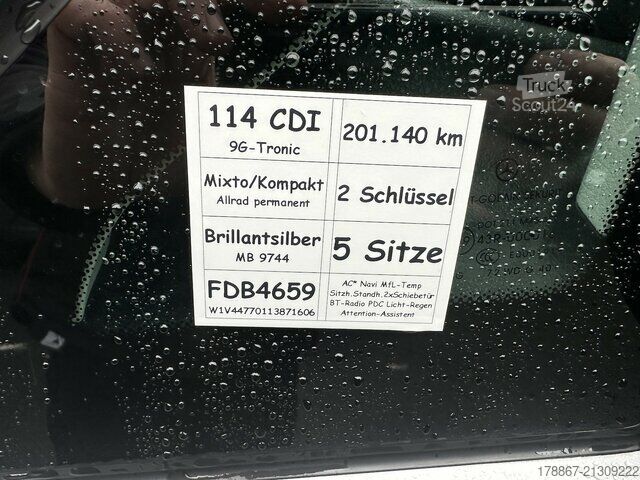 Truck
Scout24
114 CDI
9G-Tronic
201.140 km
Mixto/Kompakt
Allrad permanent
2 Schlüssel
Brillantsilber
MB 9744
5 Sitze
FDB4659
W1V44770113871606
AC* Navi MfL-Temp
Sitzh.Standh.2xSchiebetür
BT-Radio PDC Licht-Regen
Attention-Assistent
178867-21309222